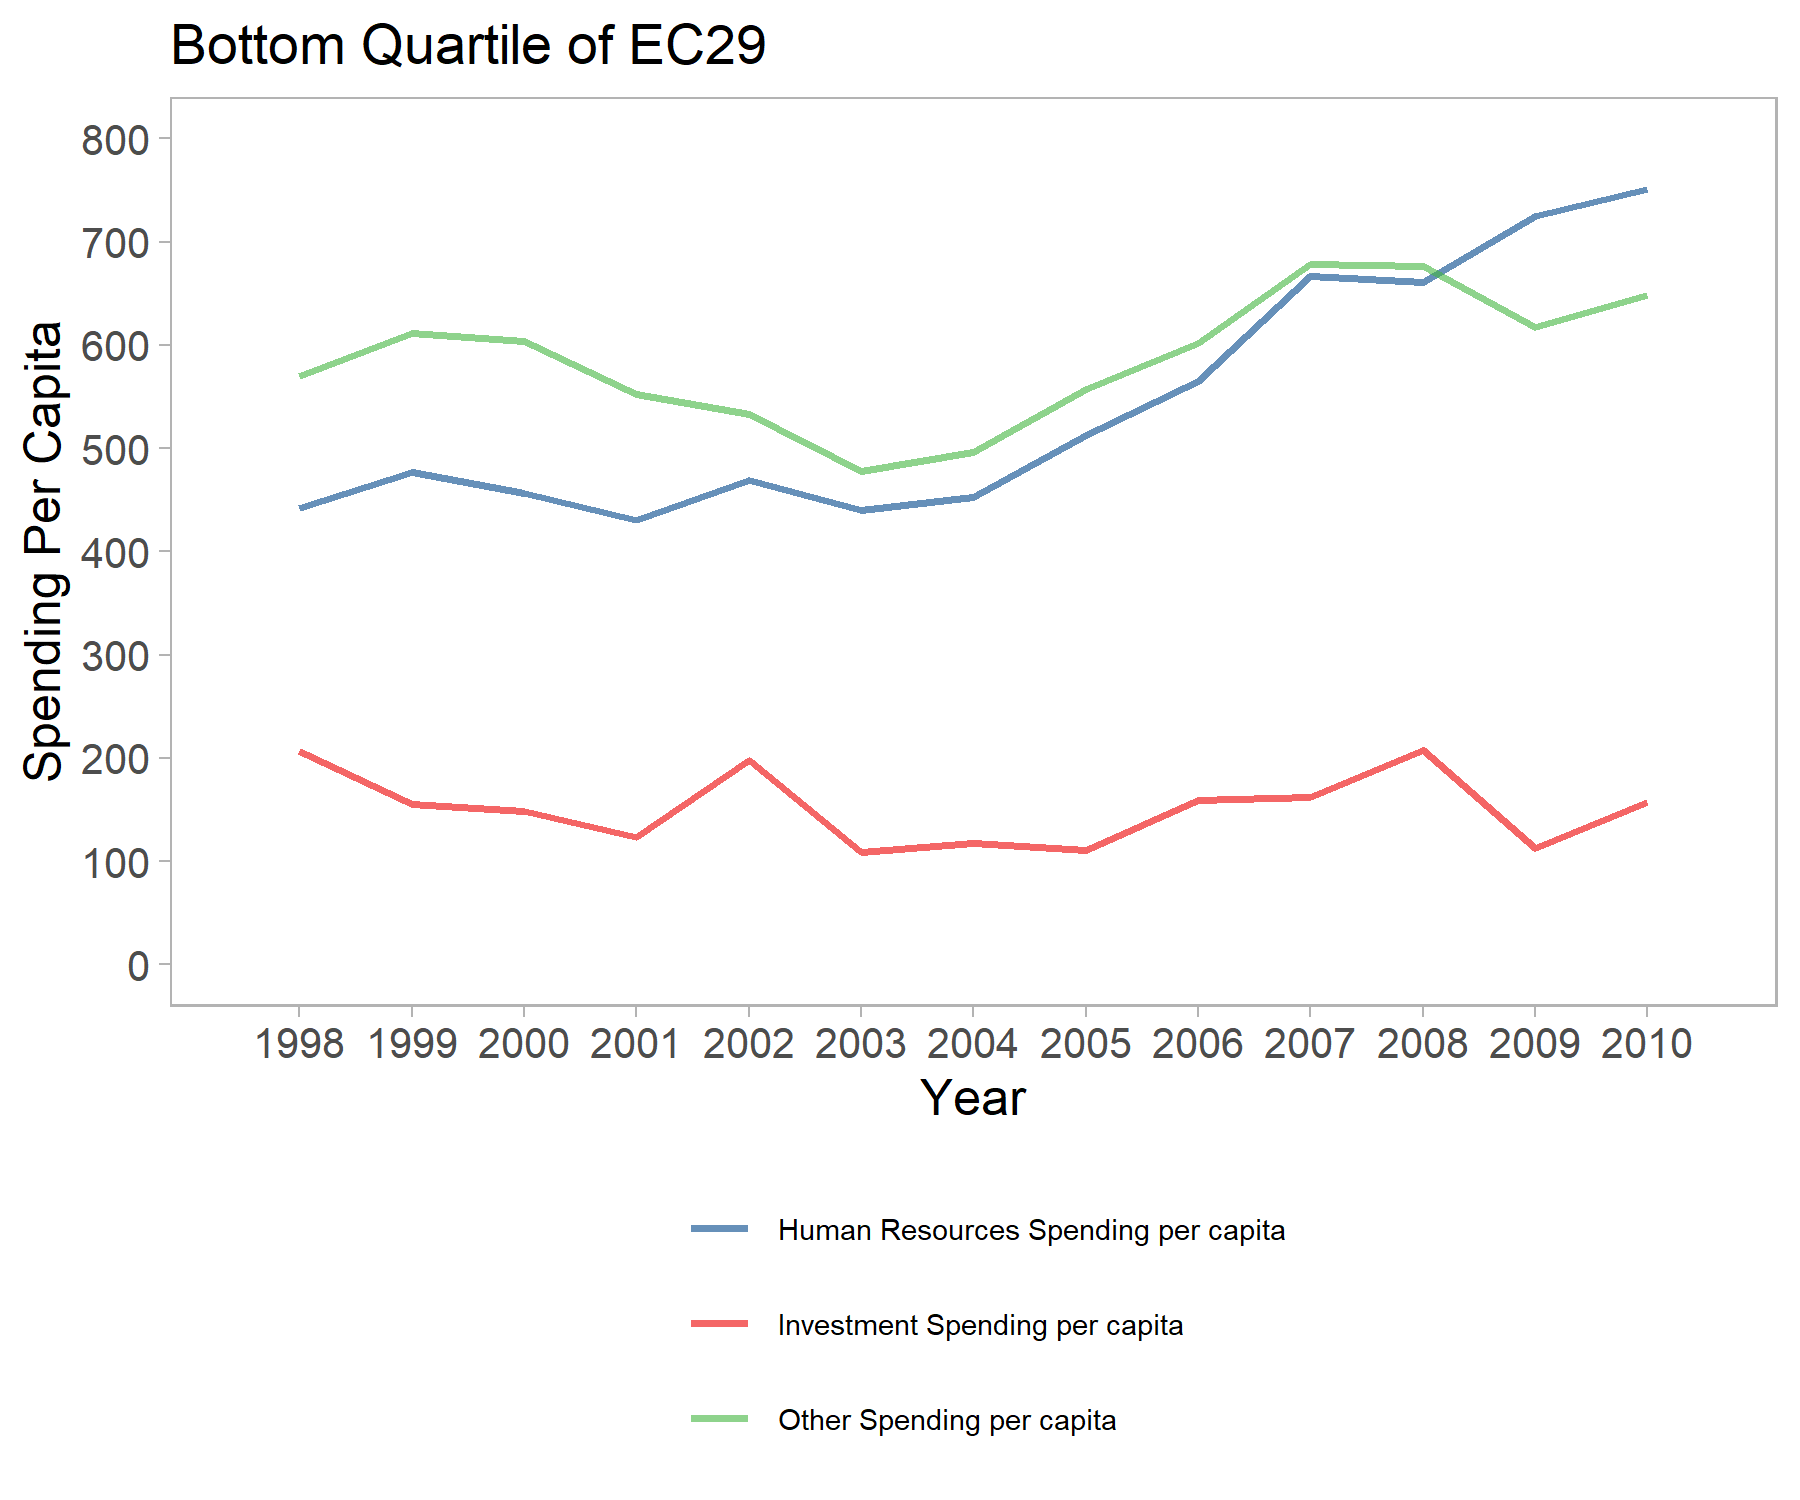 Bottom Quartile of EC29
800
700
600
500
400
300
200
100
0
Spending Per Capita
1998 1999 2000 2001 2002 2003 2004 2005 2006 2007 2008 2009 2010
Year
Human Resources Spending per capita
Investment Spending per capita
Other Spending per capita